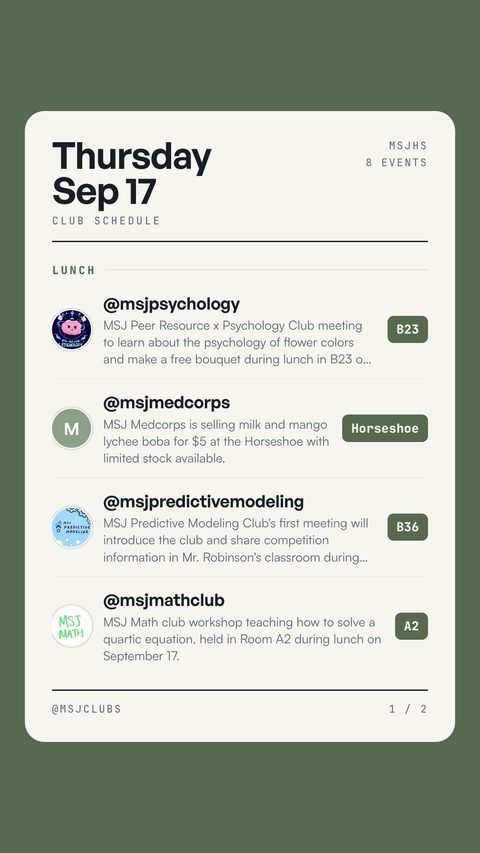 Thursday
Sep 17
MSJHS
8 EVENTS
CLUB SCHEDULE
LUNCH
@msjpsychology
MSJ Peer Resource x Psychology Club meeting
to learn about the psychology of flower colors
and make a free bouquet during lunch in B23 o…
B23
M
@msjmedcorps
MSJ Medcorps is selling milk and mango
lychee boba for $5 at the Horseshoe with
limited stock available.
Horseshoe
MSJ
PREDICTIVE
MODELING
@msjpredictivemodeling
MSJ Predictive Modeling Club's first meeting will
introduce the club and share competition
information in Mr. Robinson's classroom during…
B36
MSJ
MATH
@msjmathclub
MSJ Math club workshop teaching how to solve a
quartic equation, held in Room A2 during lunch on
September 17.
A2
@MSJCLUBS
1 / 2